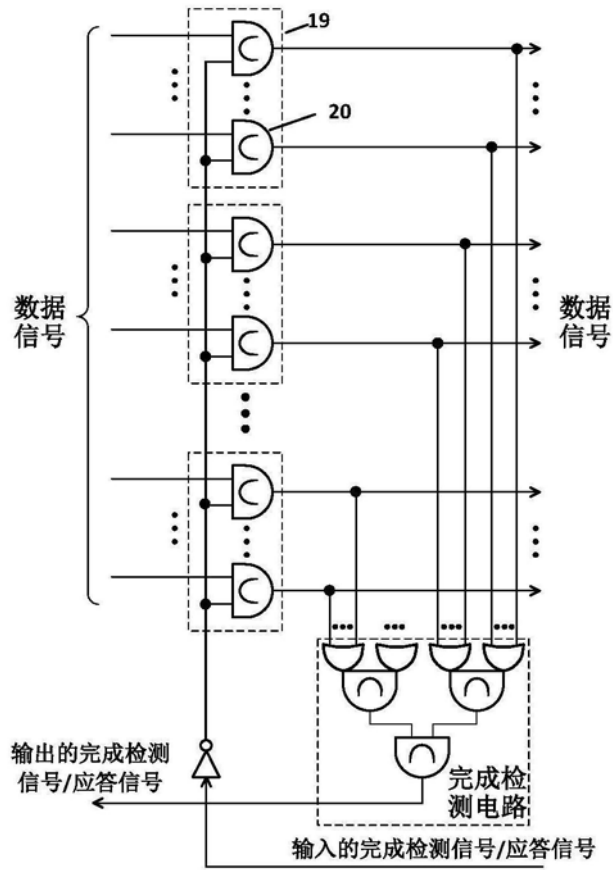 19
20
数据
信号
数据
信号
完成检
测电路
输出的完成检测
信号/应答信号
输入的完成检测信号/应答信号